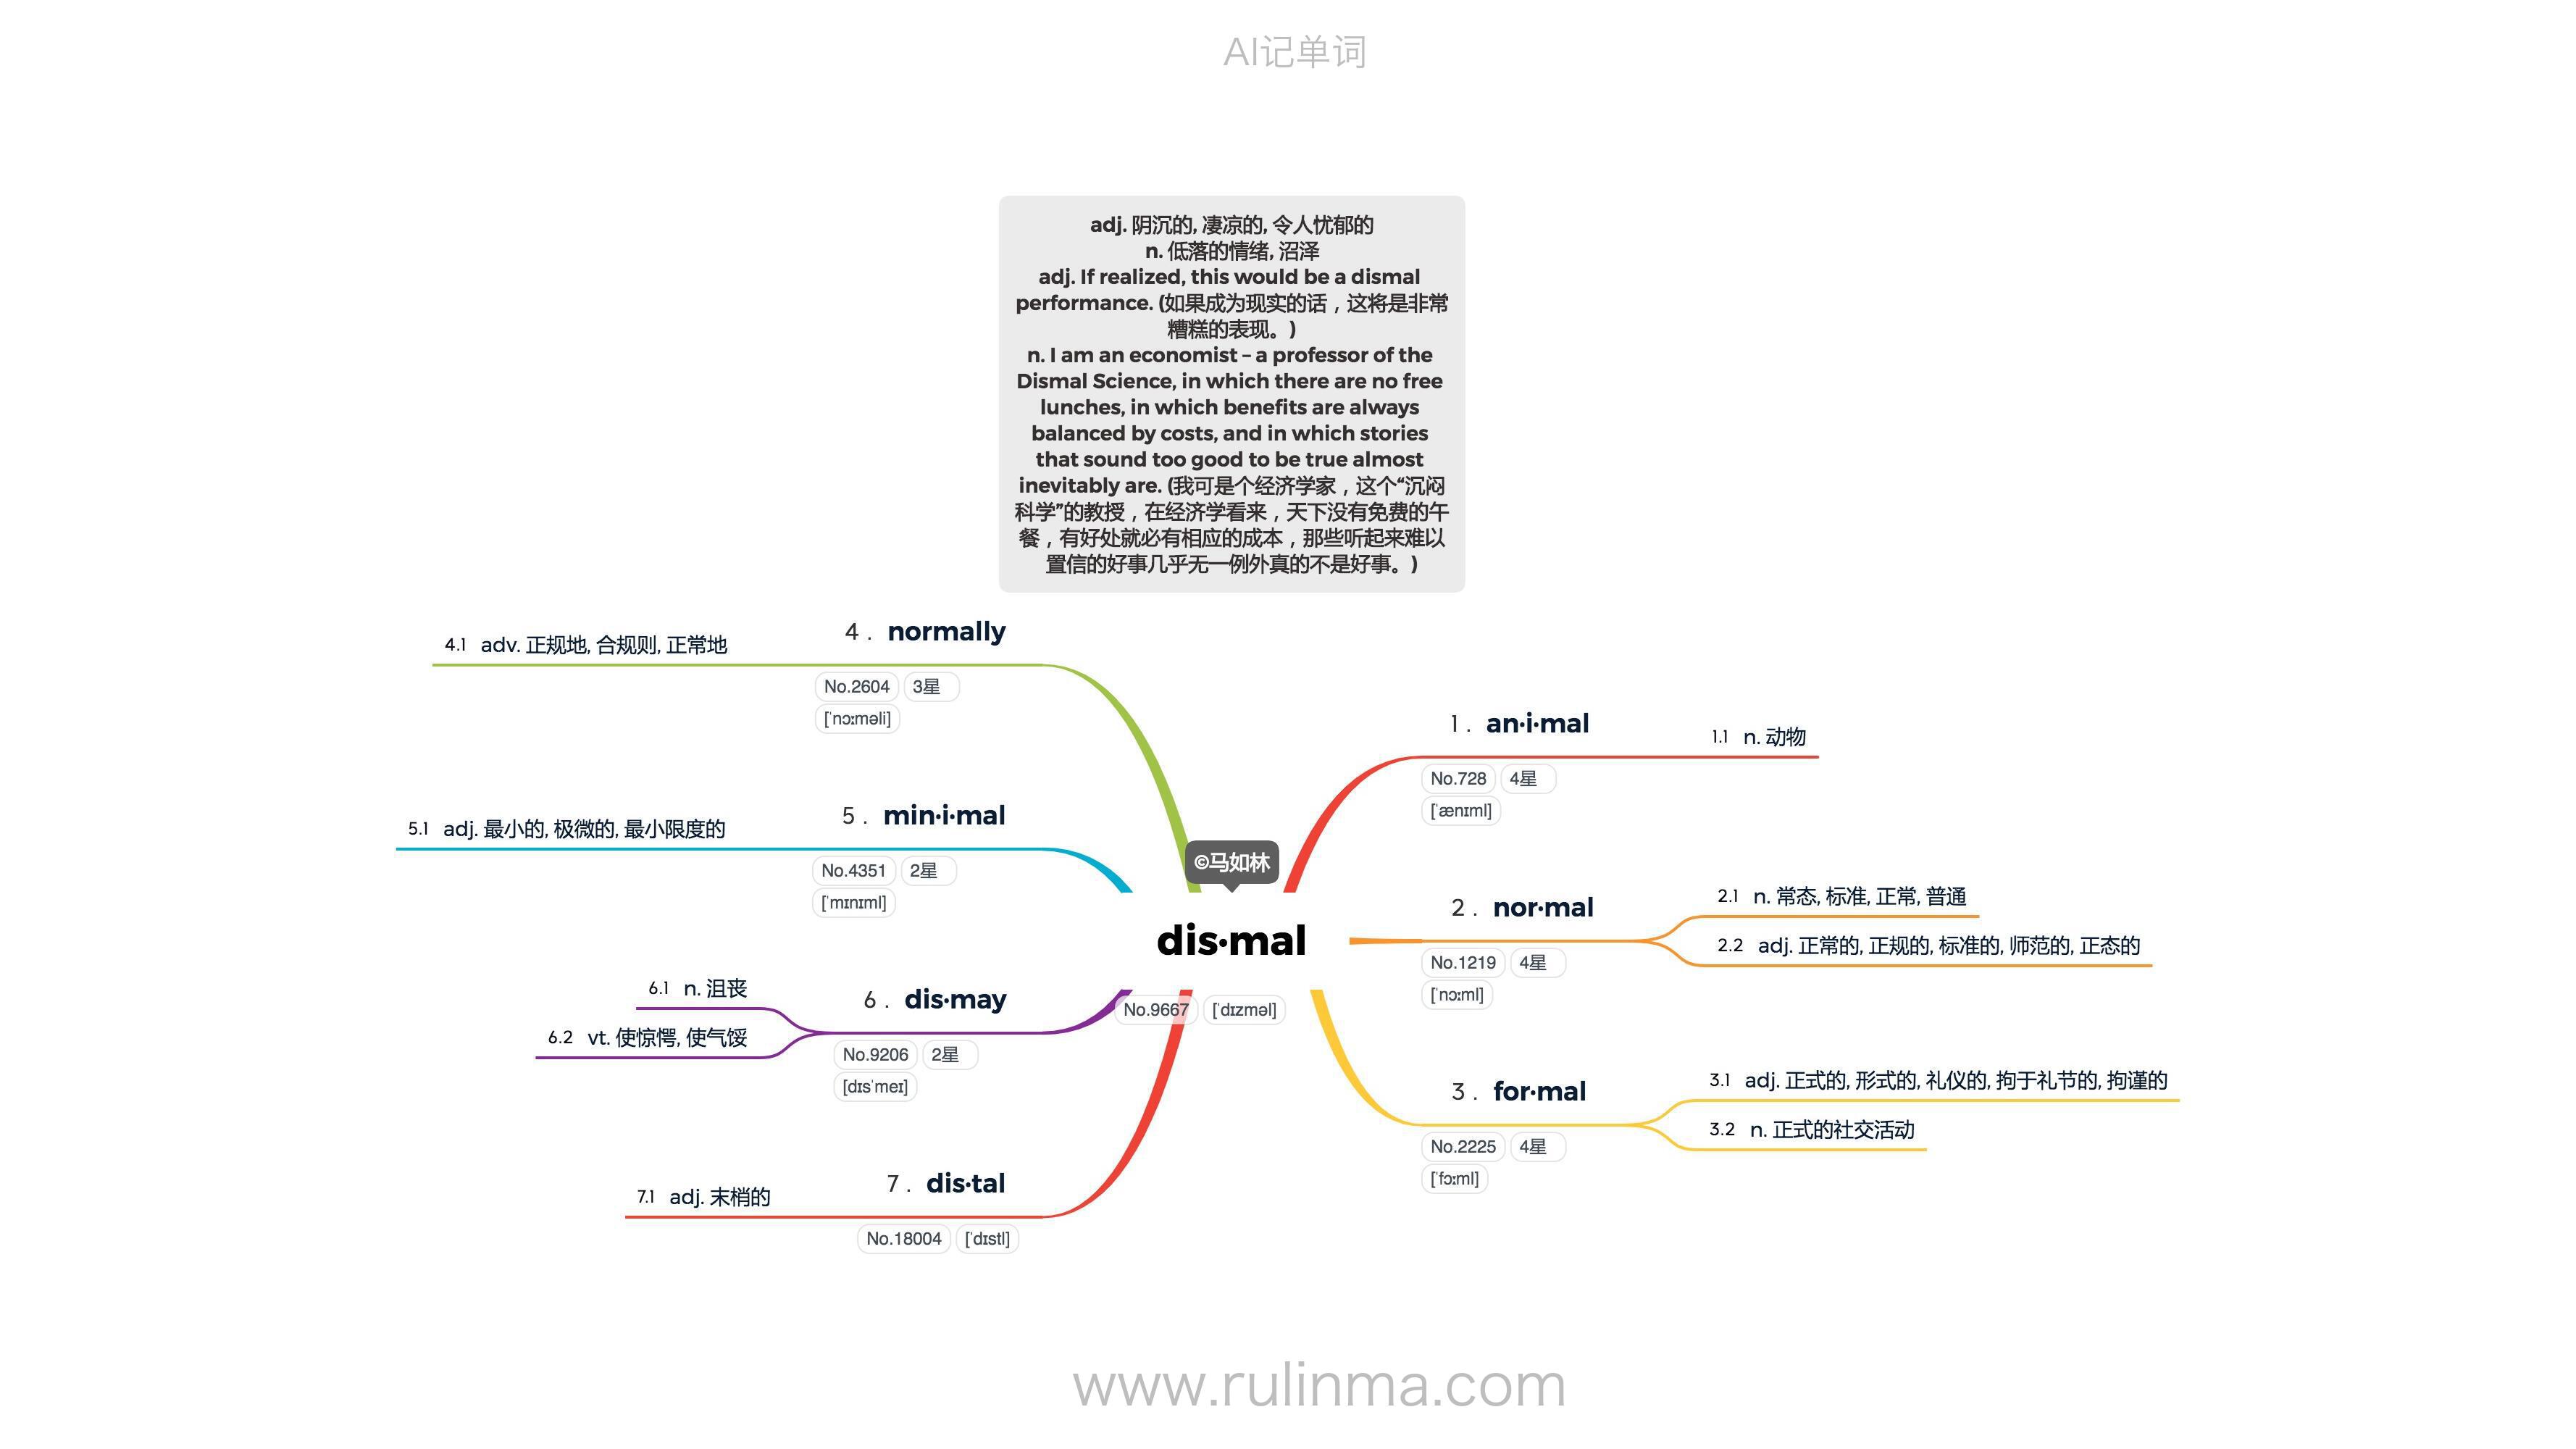 AI记单词
adj. 阴沉的, 凄凉的, 令人忧郁的
n. 低落的情绪, 沼泽
adj. If realized, this would be a dismal
performance. (如果成为现实的话，这将是非常
糟糕的表现。)
n. I am an economist – a professor of the
Dismal Science, in which there are no free
lunches, in which benefits are always
balanced by costs, and in which stories
that sound too good to be true almost
inevitably are. (我可是个经济学家，这个“沉闷
科学”的教授，在经济学看来，天下没有免费的午
餐，有好处就必有相应的成本，那些听起来难以
置信的好事几乎无一例外真的不是好事。)
©马如林
dis·mal
No.9667 [ˈdɪzməl]
1. an·i·mal
No.728 4星
[ˈænɪml]
1.1 n. 动物
2. nor·mal
No.1219 4星
[ˈnɔːml]
2.1 n. 常态, 标准, 正常, 普通
2.2 adj. 正常的, 正规的, 标准的, 师范的, 正态的
3. for·mal
No.2225 4星
[ˈfɔːml]
3.1 adj. 正式的, 形式的, 礼仪的, 拘于礼节的, 拘谨的
3.2 n. 正式的社交活动
4. normally
No.2604 3星
[ˈnɔːməli]
4.1 adv. 正规地, 合规则, 正常地
5. min·i·mal
No.4351 2星
[ˈmɪnɪml]
5.1 adj. 最小的, 极微的, 最小限度的
6. dis·may
No.9206 2星
[dɪsˈmeɪ]
6.1 n. 沮丧
6.2 vt. 使惊愕, 使气馁
7. dis·tal
No.18004 [ˈdɪstl]
7.1 adj. 末梢的
www.rulinma.com